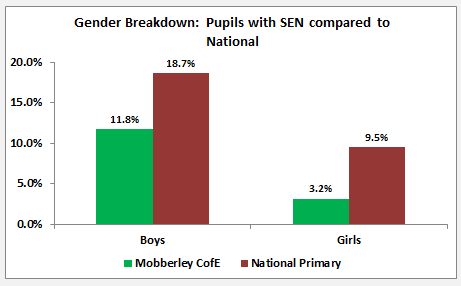 Gender Breakdown:  Pupils with SEN compared to
National
20.0%
15.0%
10.0%
5.0%
0.0%
11.8%
18.7%
3.2%
9.5%
Boys
Girls
Mobberley CofE
National Primary